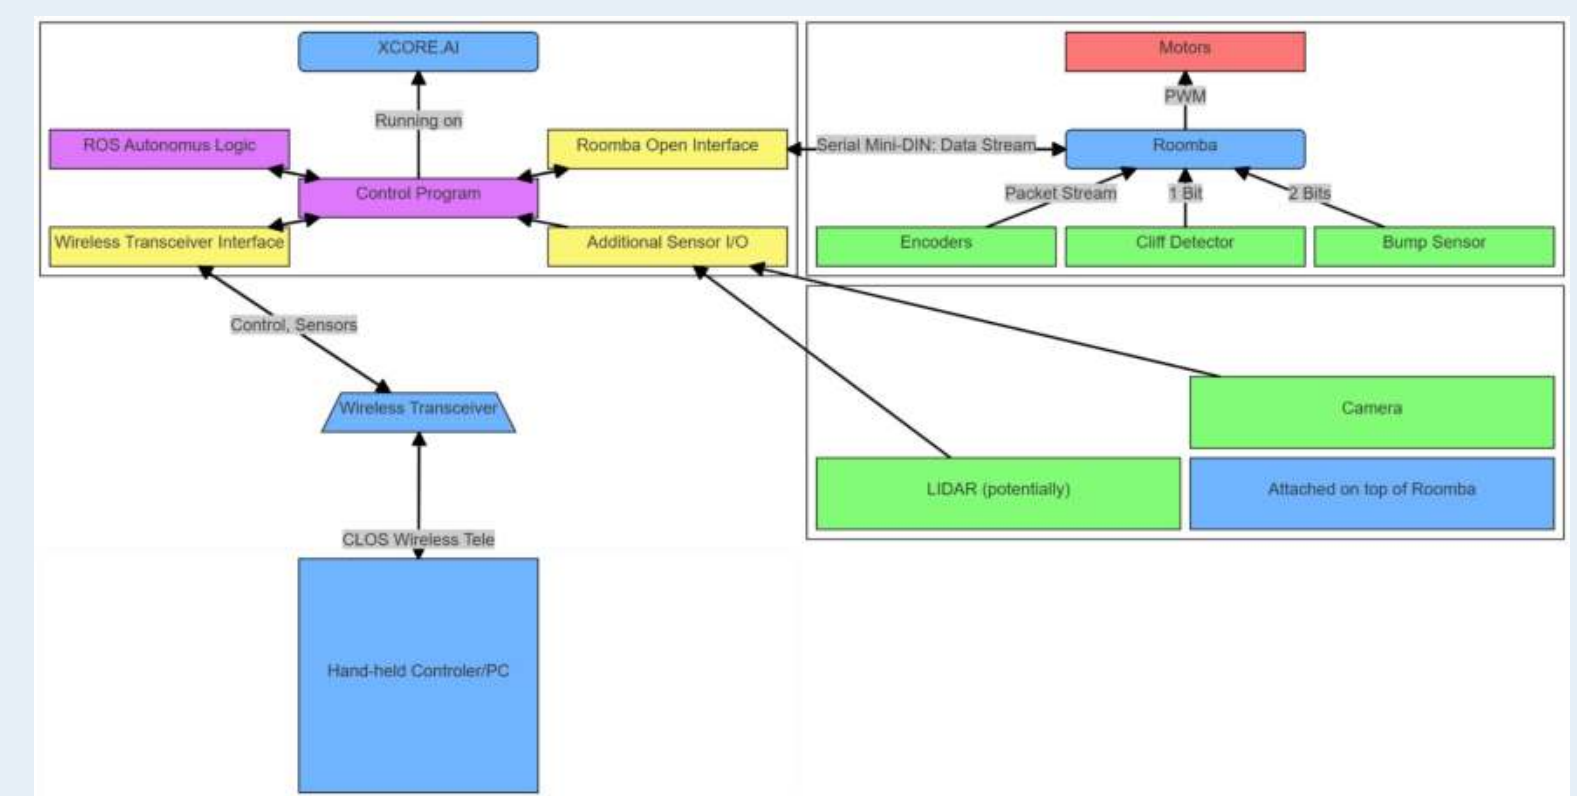 XCORE.AI
Motors
Running on
PWM
ROS Autonomus Logic
Roomba Open Interface
Serial Mini-DIN: Data Stream
Roomba
Control Program
Packet Stream
1 Bit
2 Bits
Wireless Transceiver Interface
Additional Sensor I/O
Encoders
Cliff Detector
Bump Sensor
Control, Sensors
Wireless Transceiver
Camera
LIDAR (potentially)
Attached on top of Roomba
CLOS Wireless Tele
Hand-held Controler/PC